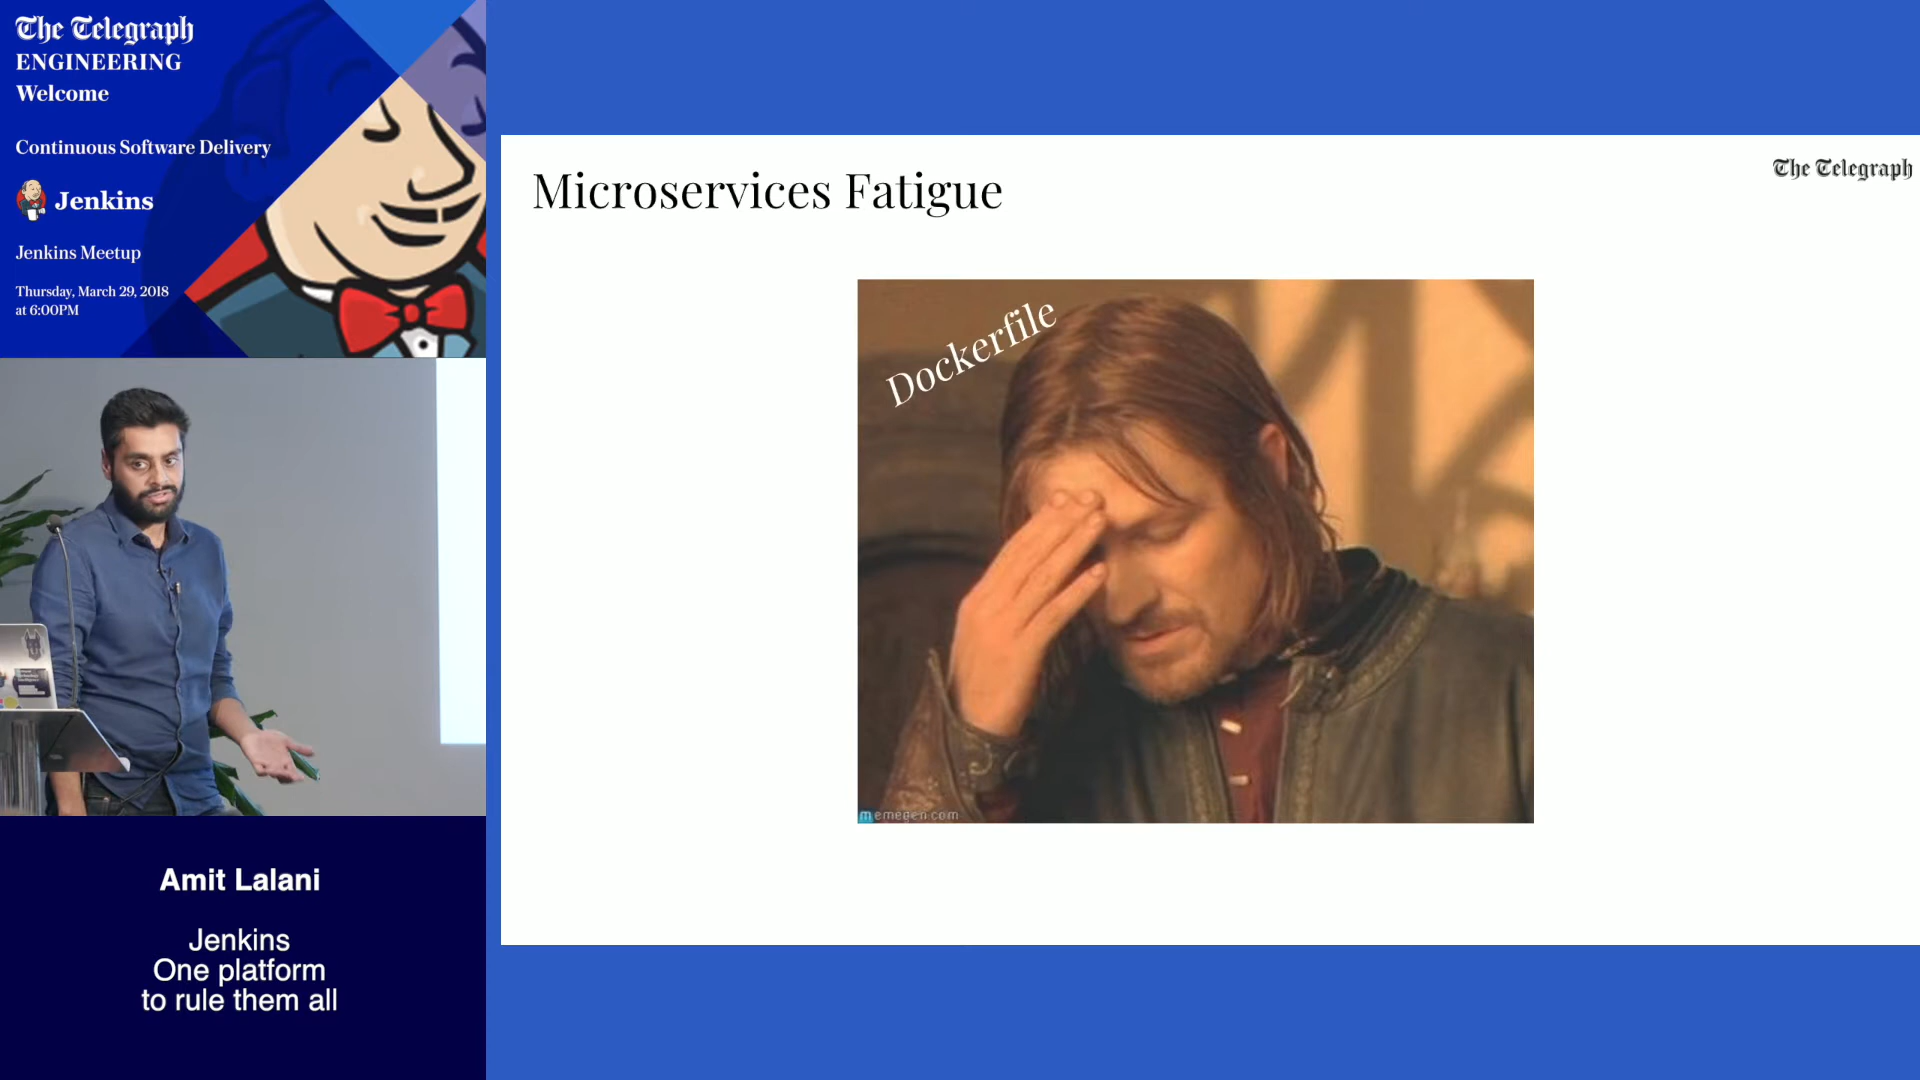 The Telegraph
ENGINEERING
Welcome
Continuous Software Delivery
Jenkins
Jenkins Meetup
Thursday, March 29, 2018
at 6:00PM
Amit Lalani
Jenkins
One platform
to rule them all
The Telegraph
Microservices Fatigue
Dockerfile
memegen.com